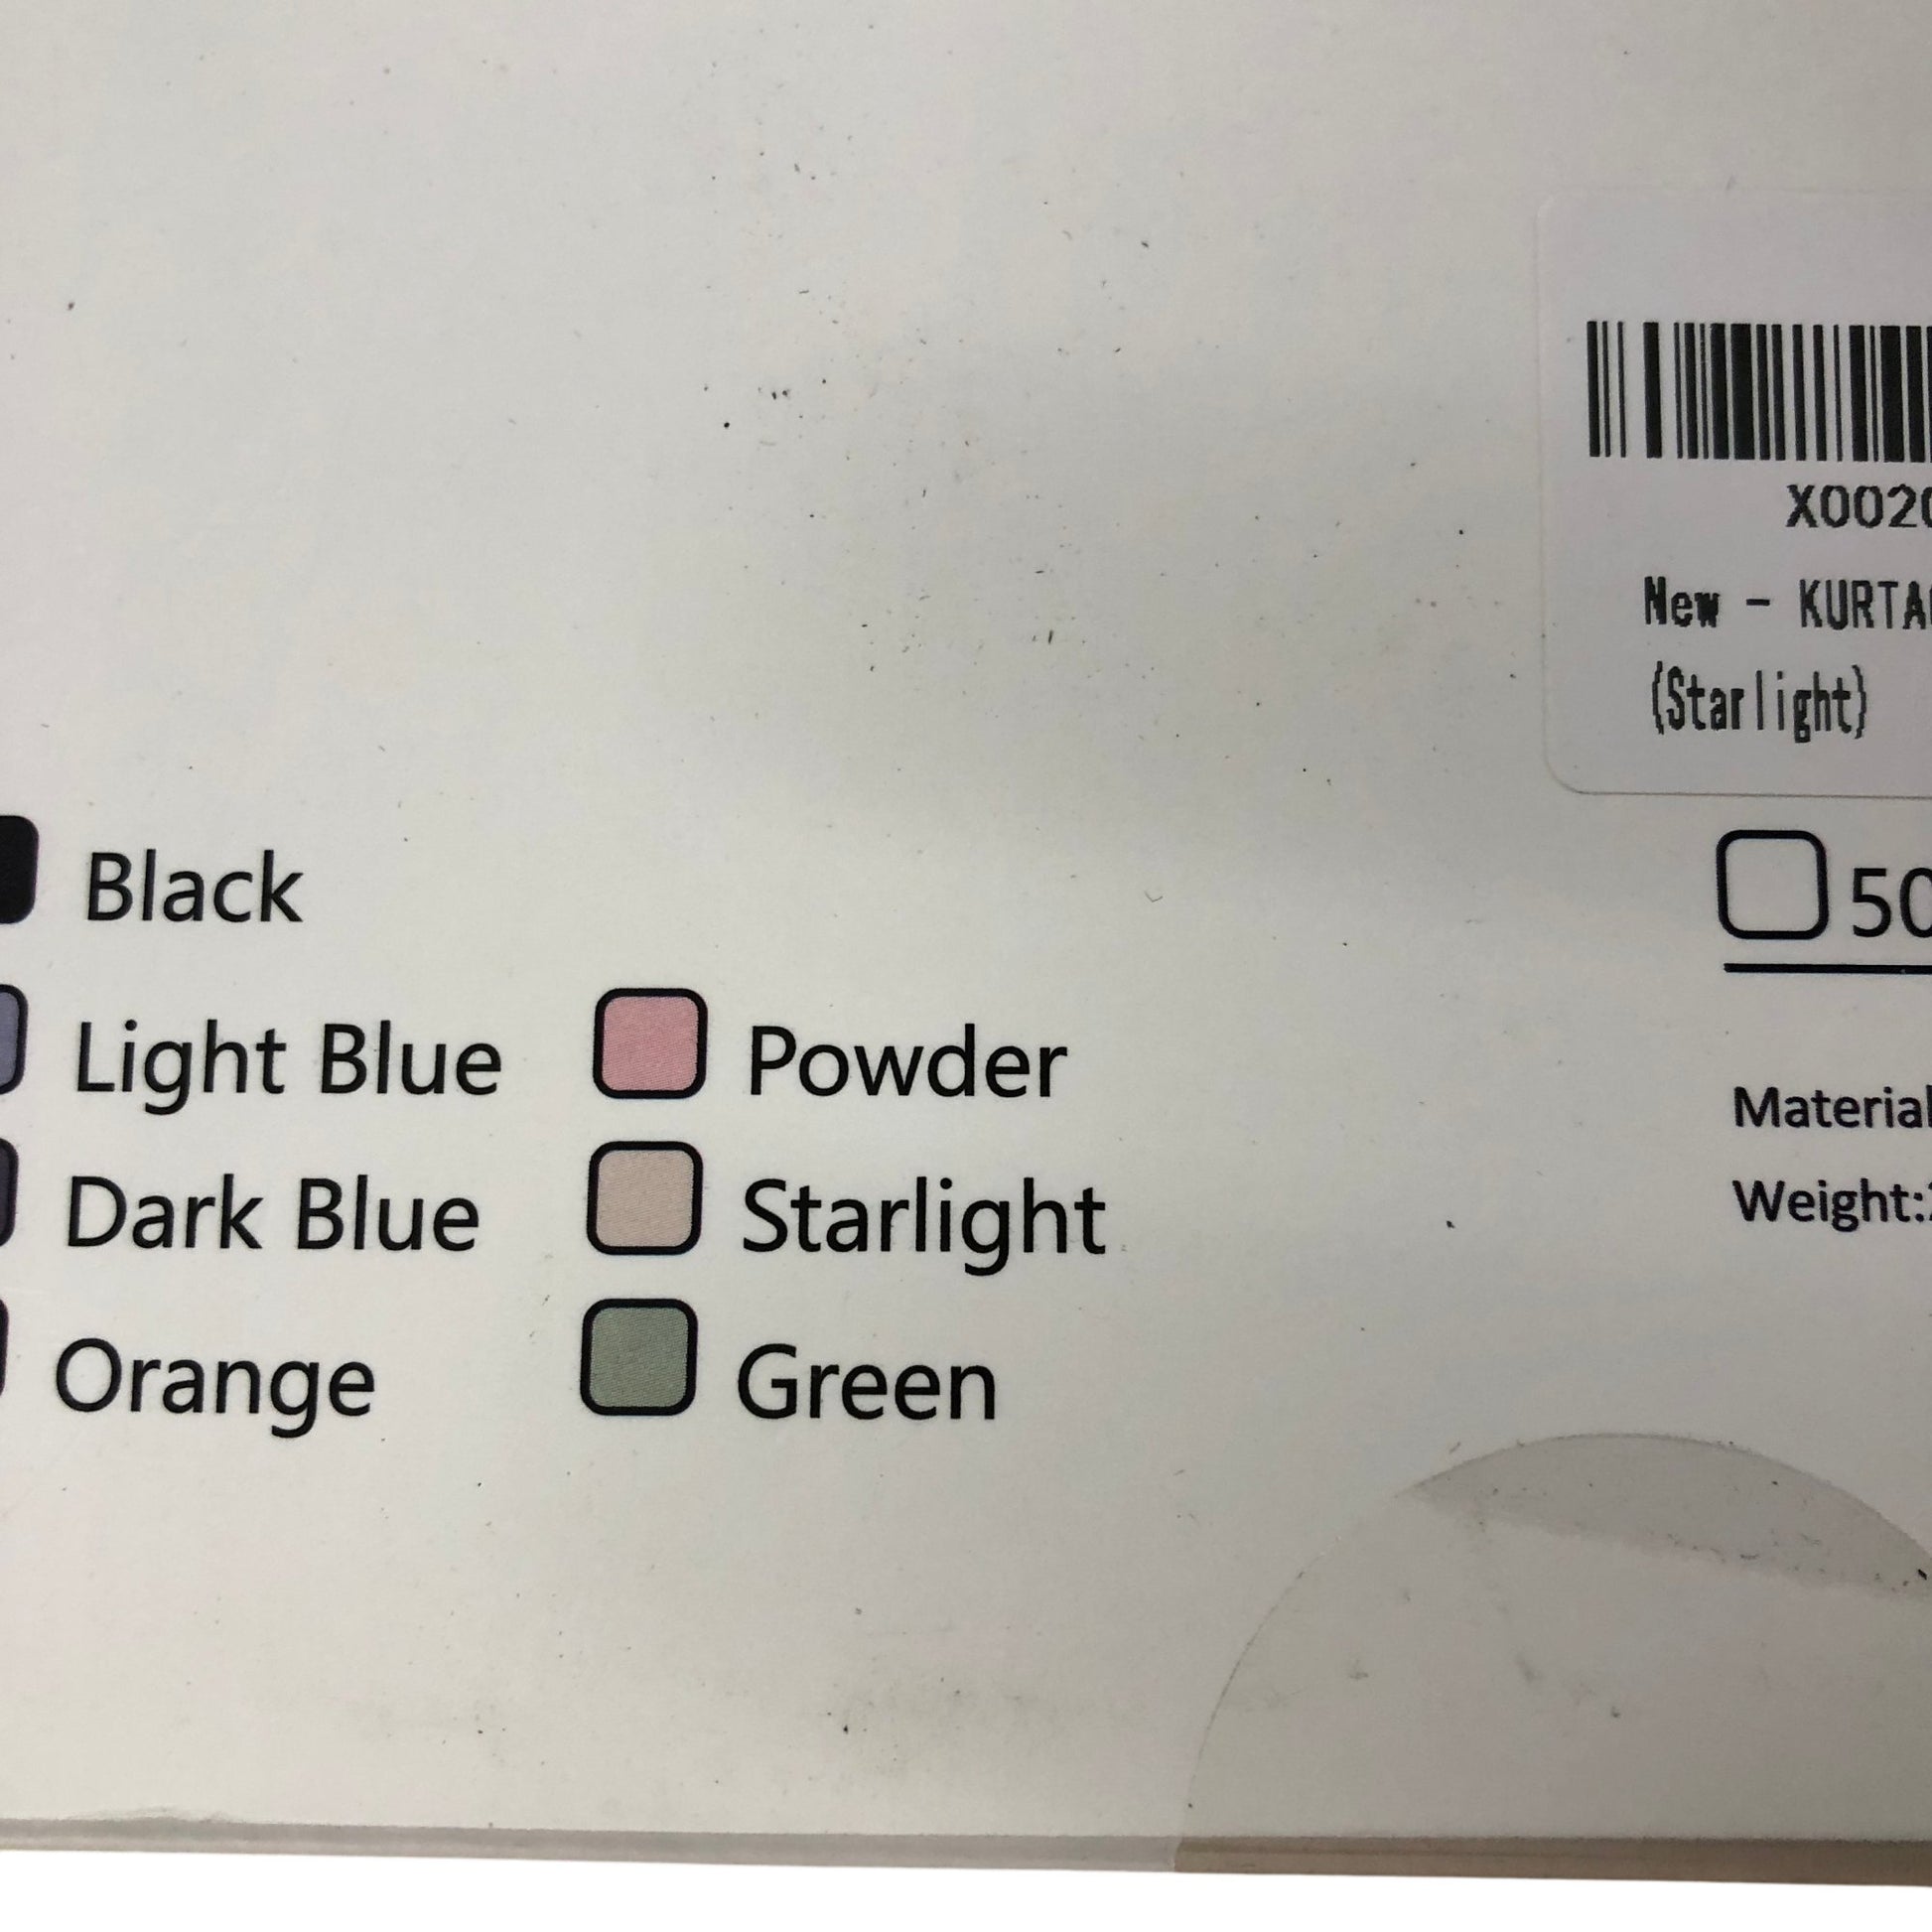 X002
New - KURTA
(Starlight)
Black
50
Light Blue
Powder
Material
Dark Blue
Starlight
Weight:
Orange
Green